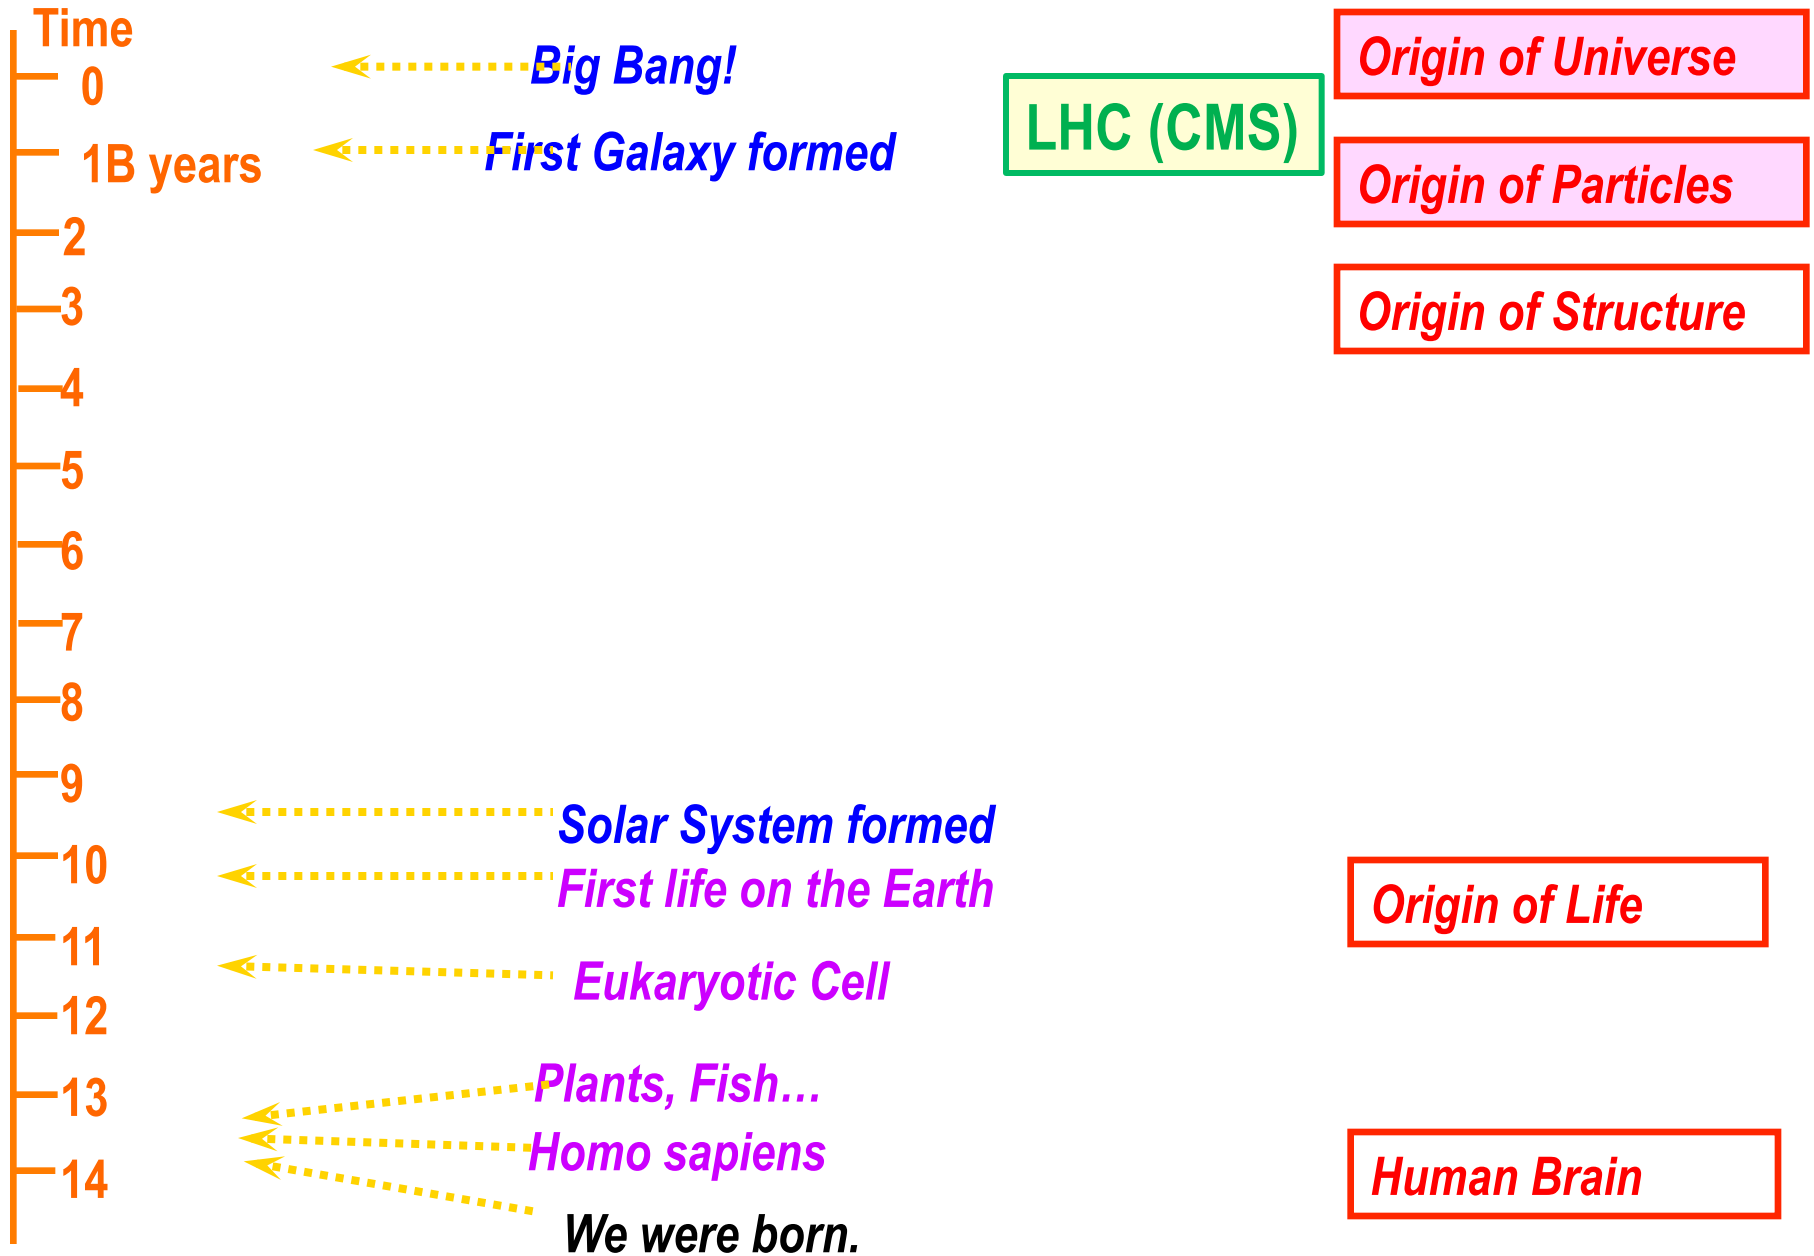 Time
0
Big Bang!
Origin of Universe
LHC (CMS)
1B years
First Galaxy formed
Origin of Particles
2
3
Origin of Structure
4
5
6
7
8
9
Solar System formed
10
First life on the Earth
Origin of Life
11
Eukaryotic Cell
12
13
Plants, Fish…
Homo sapiens
14
Human Brain
We were born.